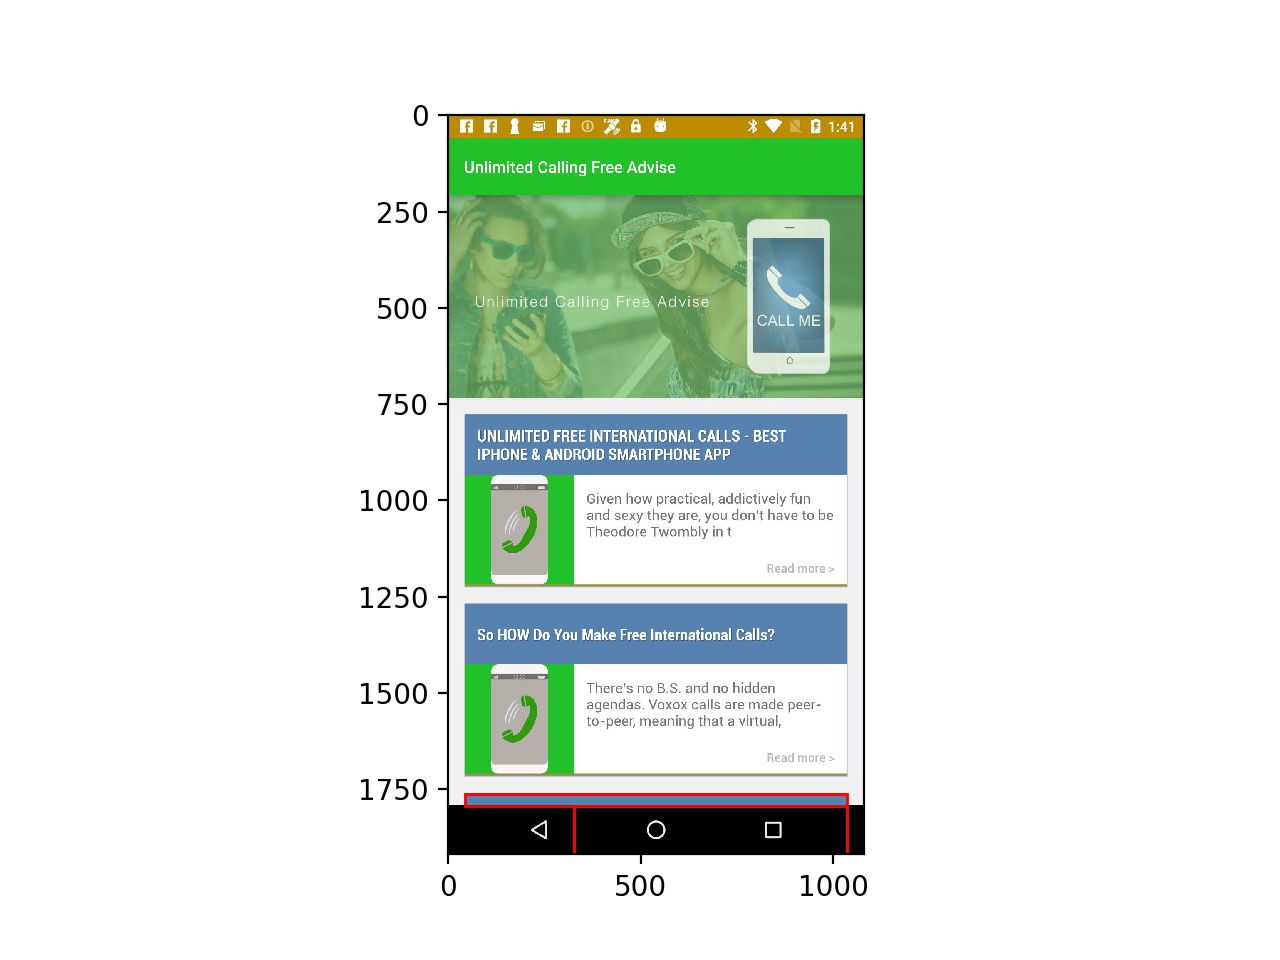 0
250
500
750
1000
1250
1500
1750
0
500
1000
1:41
Unlimited Calling Free Advise
Unlimited Calling Free Advise
CALL ME
UNLIMITED FREE INTERNATIONAL CALLS - BEST
IPHONE & ANDROID SMARTPHONE APP
Given how practical, addictively fun
and sexy they are, you don't have to be
Theodore Twombly in t
Read more >
So HOW Do You Make Free International Calls?
There's no B.S. and no hidden
agendas. Voxox calls are made peer-
to-peer, meaning that a virtual,
Read more >